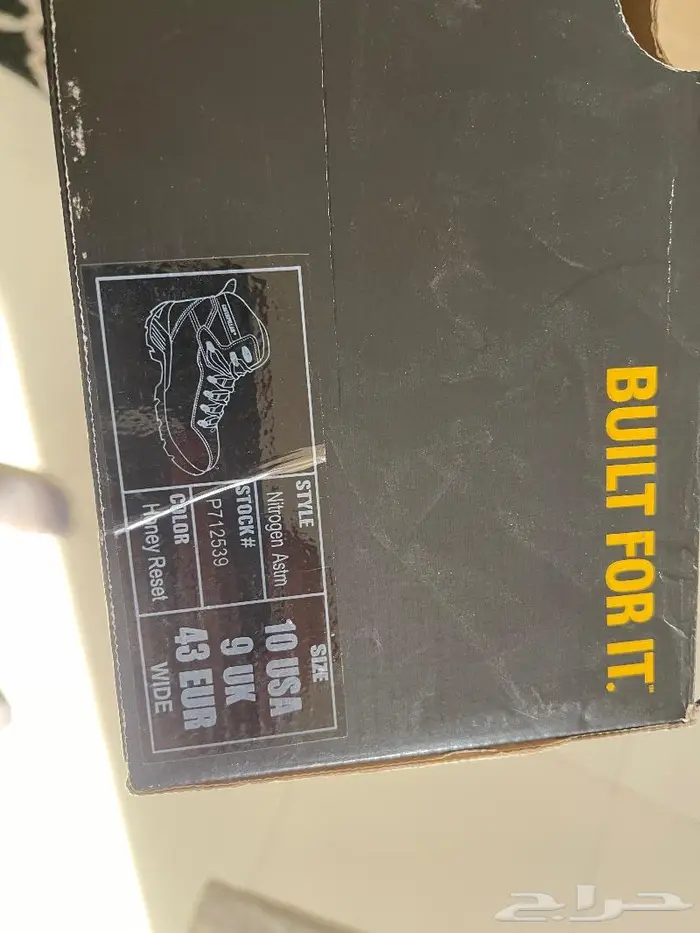 BUILT FOR IT.™
STYLE
Nitrogen Astm
STOCK#
P712539
COLOR
Honey Reset
SIZE
10 USA
9 UK
43 EUR
WIDE
حراج